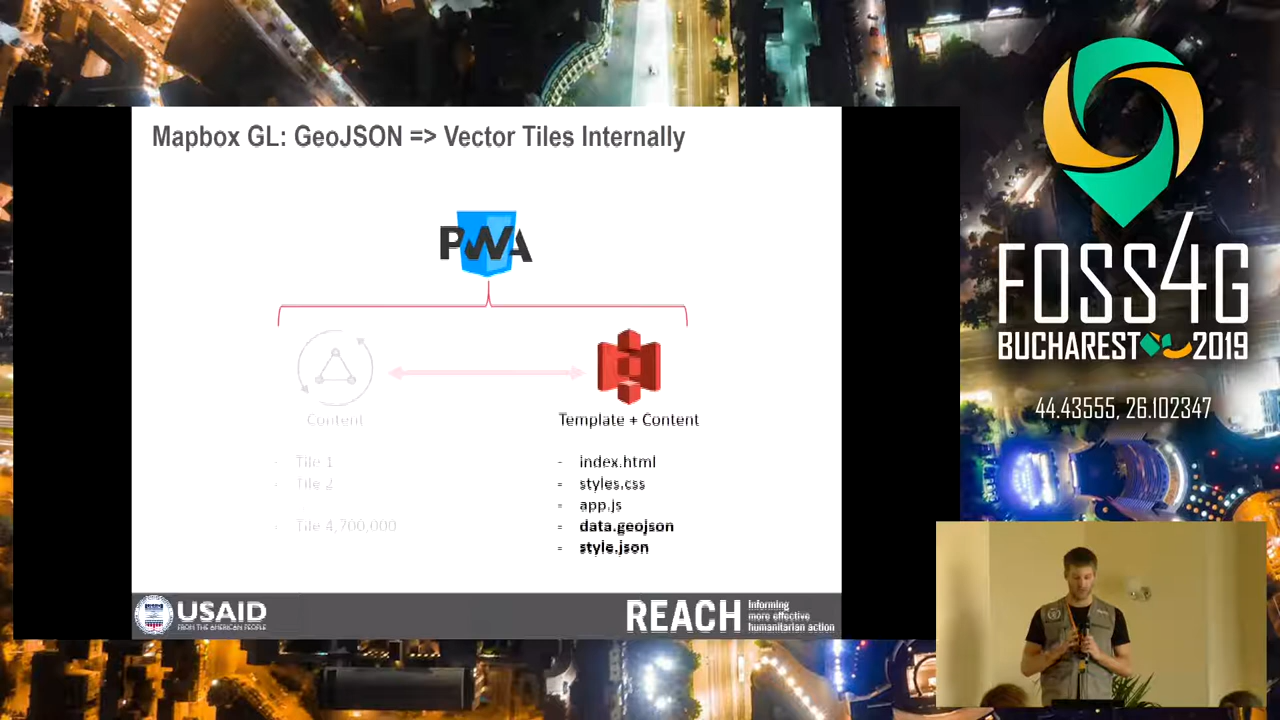 Mapbox GL: GeoJSON => Vector Tiles Internally
PWA
Content
- Tile 1
- Tile 2
- Tile 4,700,000
Template + Content
- index.html
- styles.css
- app.js
- data.geojson
- style.json
USAID
FROM THE AMERICAN PEOPLE
REACH
Informing
more effective
humanitarian action
FOSS4G
BUCHAREST 2019
44.43555, 26.102347